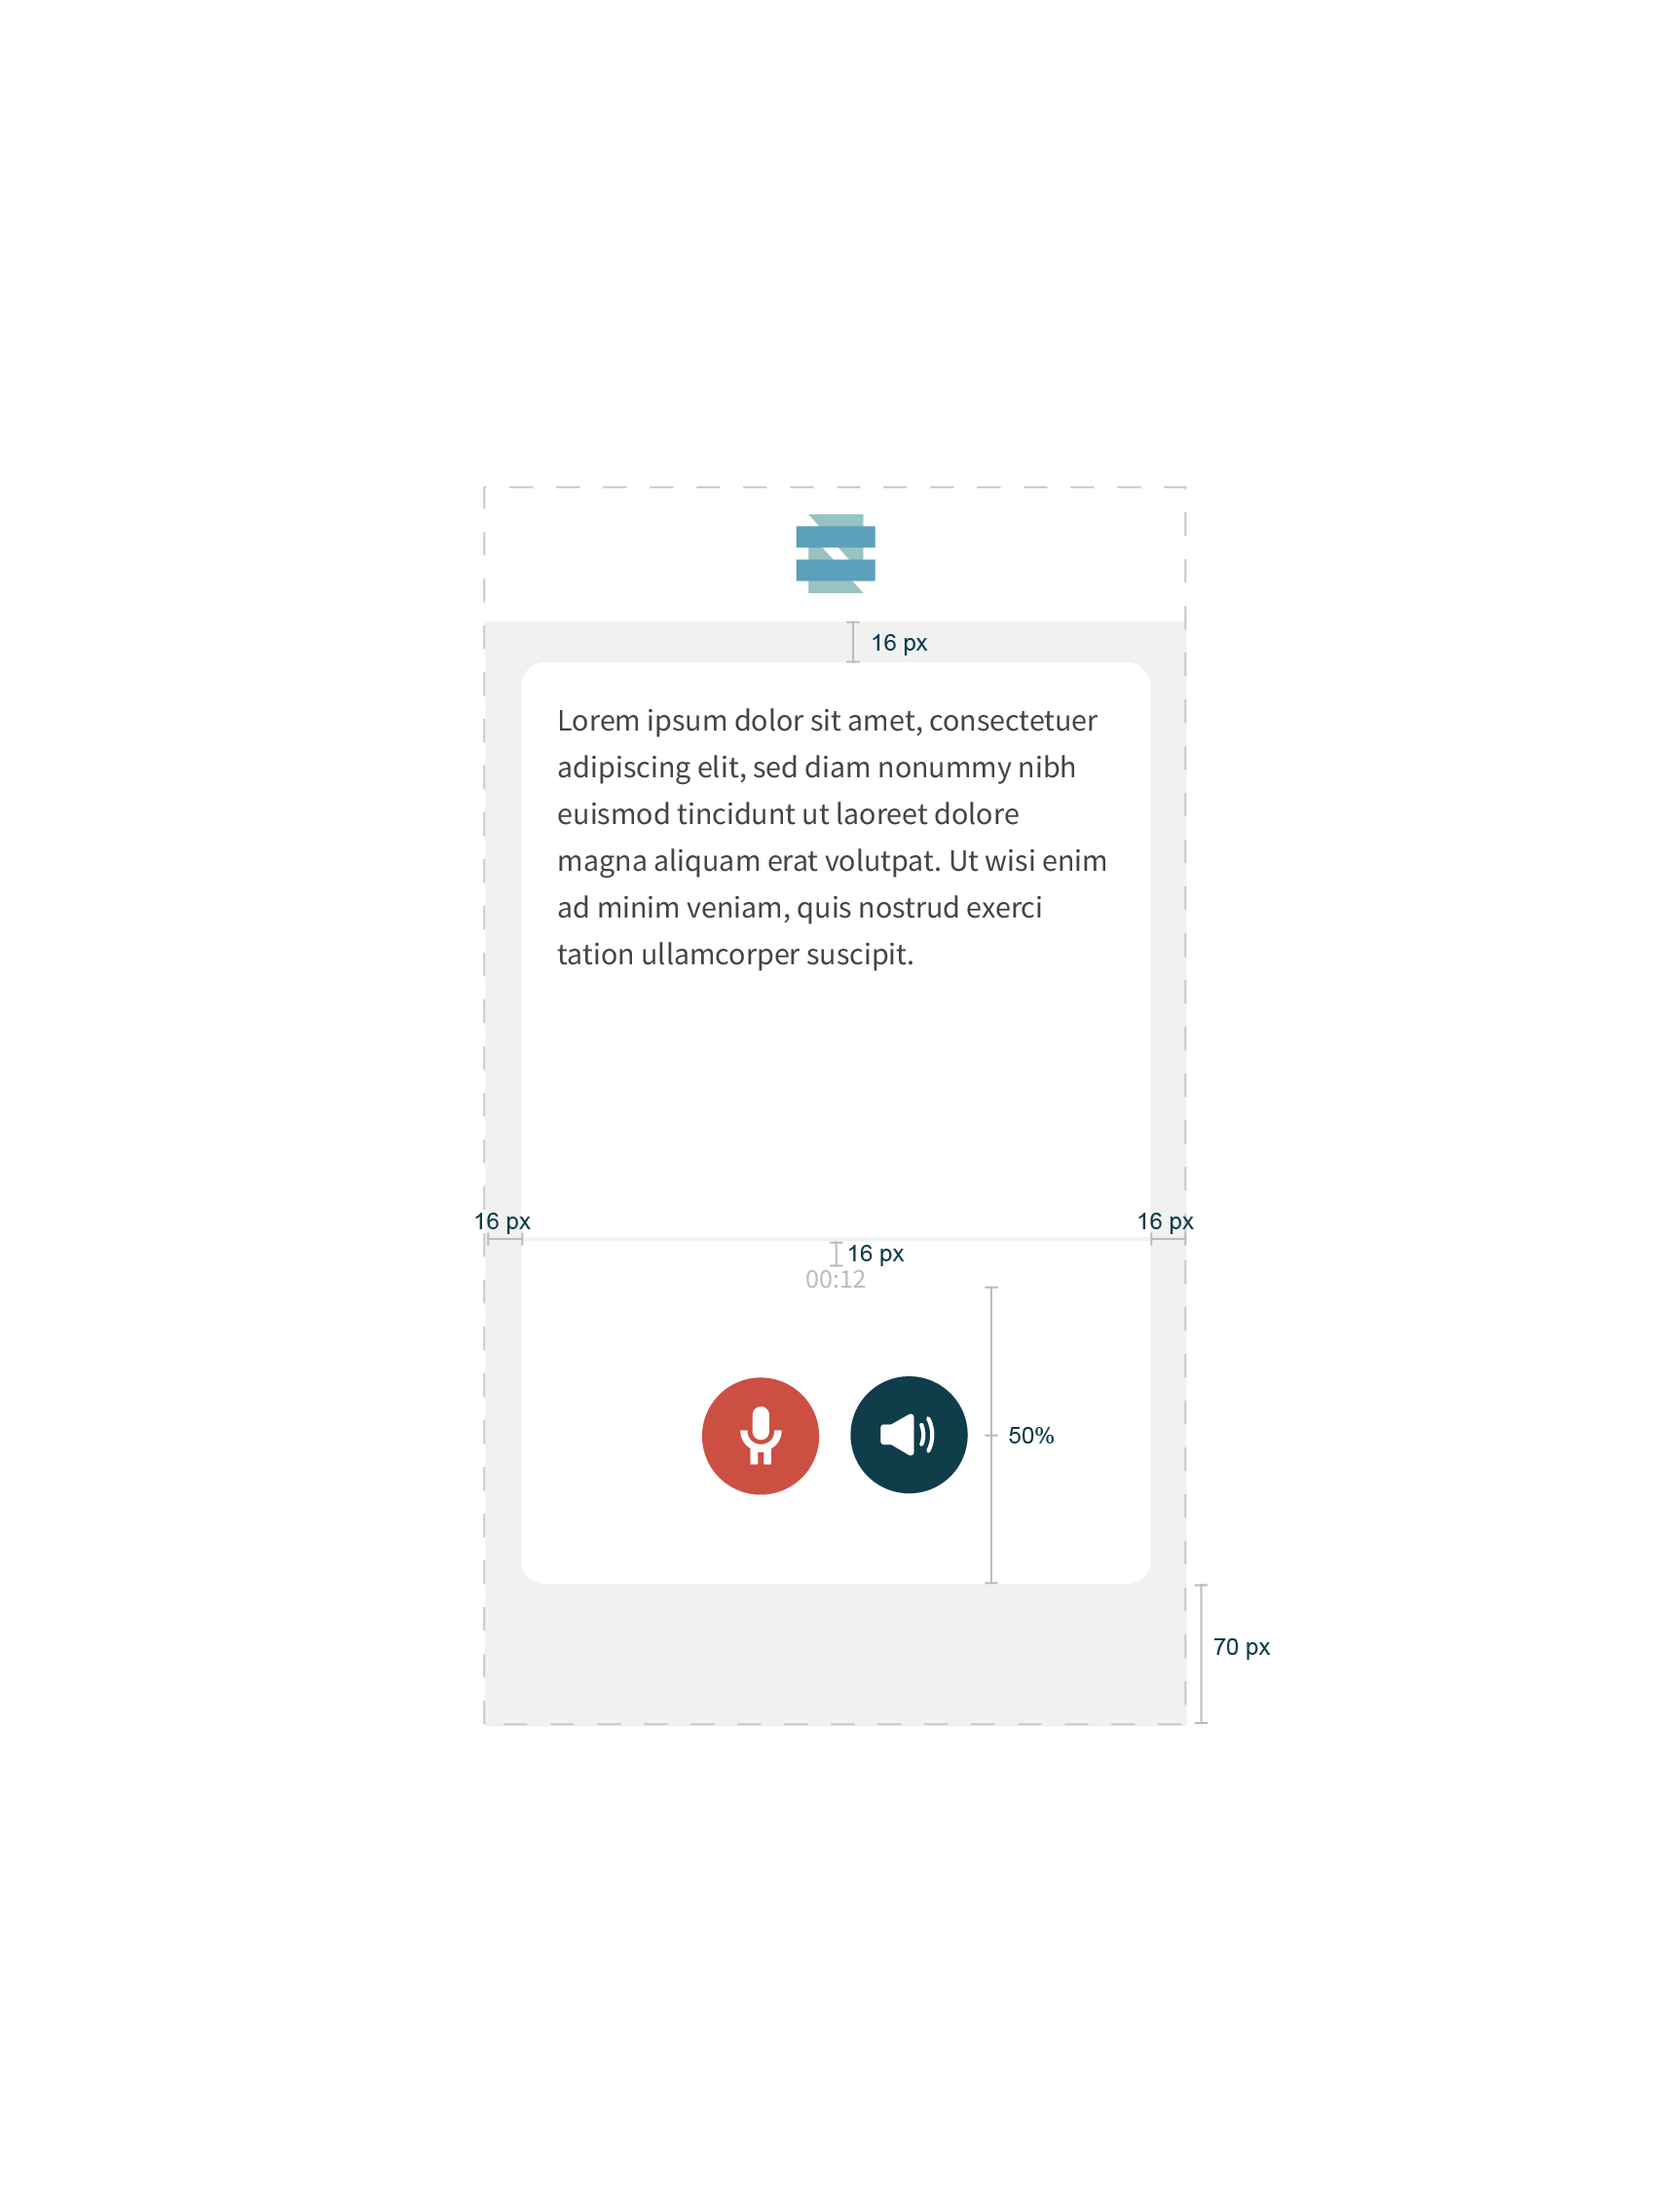 16 px
Lorem ipsum dolor sit amet, consectetuer
adipiscing elit, sed diam nonummy nibh
euismod tincidunt ut laoreet dolore
magna aliquam erat volutpat. Ut wisi enim
ad minim veniam, quis nostrud exerci
tation ullamcorper suscipit.
16 px
16 px
16 px
00:12
50%
70 px